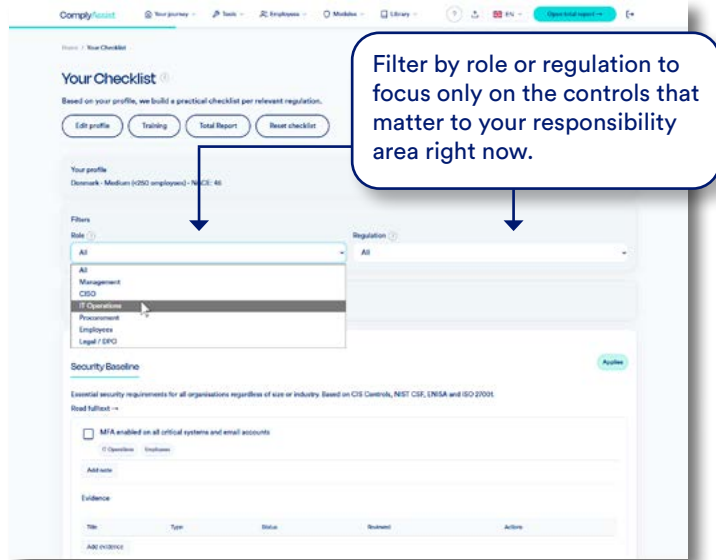 ComplyAssist Your journey Tools Employees Modules Library ? EN Open total report →
Home / Your Checklist
Your Checklist ?
Based on your profile, we build a practical checklist per relevant regulation.
Edit profile Training Total Report Reset checklist
Filter by role or regulation to
focus only on the controls that
matter to your responsibility
area right now.
Your profile
Denmark - Medium (<250 employees) - NACE: 46
Filters
Role ? Regulation ?
All All
All
Management
CISO
IT Operations
Procurement
Employees
Legal / DPO
Security Baseline Applies
Essential security requirements for all organisations regardless of size or industry. Based on CIS Controls, NIST CSF, ENISA and ISO 27001.
Read fulltext →
MFA enabled on all critical systems and email accounts
IT Operations Employees
Add note
Evidence
Title Type Status Reviewed Actions
Add evidence